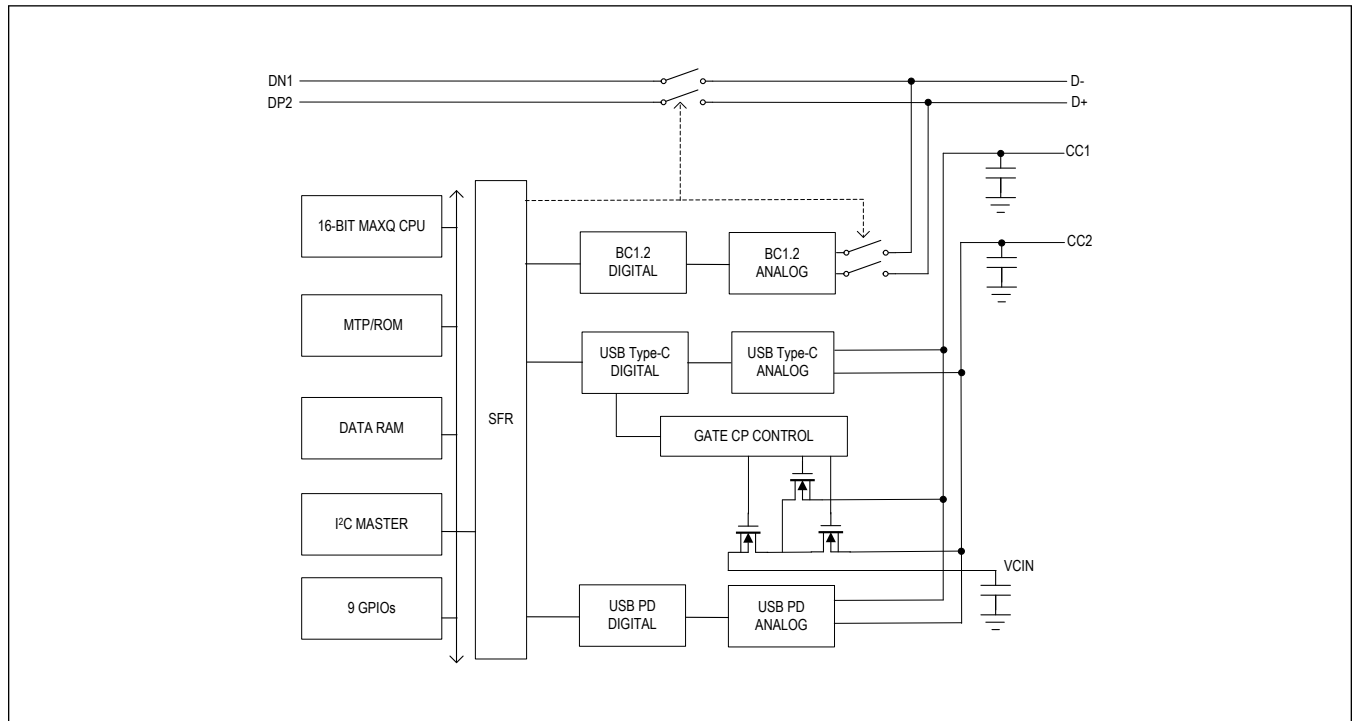 DN1
D-
DP2
D+
CC1
16-BIT MAXQ CPU
CC2
BC1.2
DIGITAL
BC1.2
ANALOG
MTP/ROM
USB Type-C
DIGITAL
USB Type-C
ANALOG
SFR
DATA RAM
GATE CP CONTROL
I²C MASTER
VCIN
9 GPIOs
USB PD
DIGITAL
USB PD
ANALOG